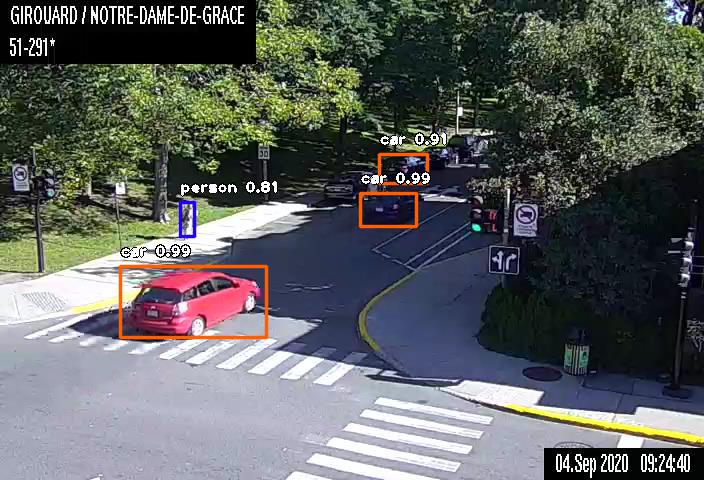 GIROUARD / NOTRE-DAME-DE-GRACE
51-291*
car 0.91
car 0.99
person 0.81
car 0.99
04.Sep 2020 09:24:40